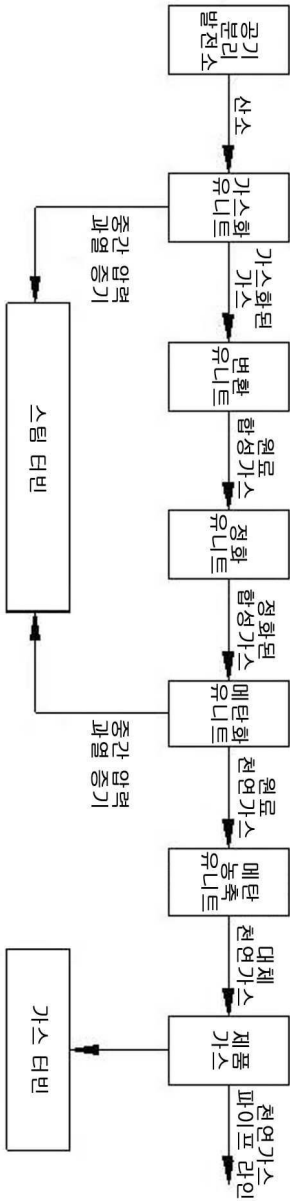 공기
분리
발전소
산소
가스화
유니트
가스화된
가스
변환
유니트
원료
합성가스
정화
유니트
정화된
합성가스
메탄화
유니트
원료
천연가스
메탄
농축
유니트
대체
천연가스
제품
가스
천연가스
파이프 라인
중간 압력
과열 증기
스팀 터빈
중간 압력
과열 증기
가스 터빈